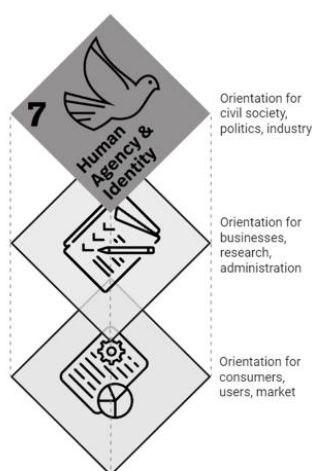 7
Human
Agency &
Identity
Orientation for
civil society,
politics, industry
Orientation for
businesses,
research,
administration
Orientation for
consumers,
users, market